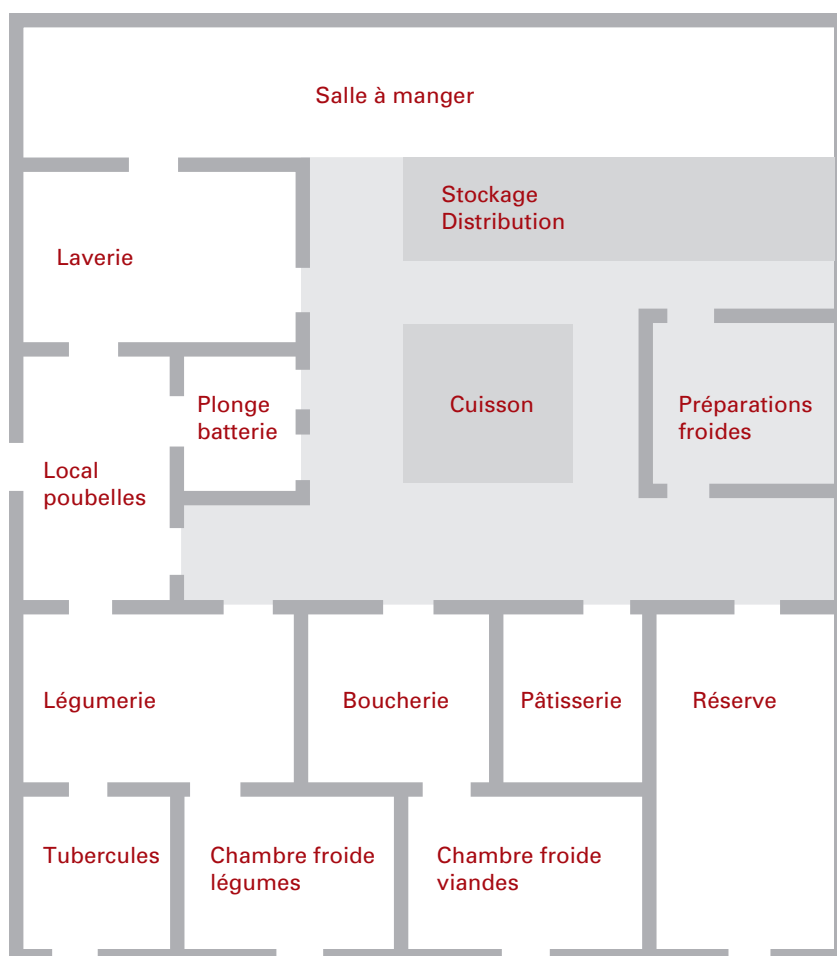 Salle à manger
Stockage
Distribution
Laverie
Plonge
batterie
Cuisson
Préparations
froides
Local
poubelles
Légumerie
Boucherie
Pâtisserie
Réserve
Tubercules
Chambre froide
légumes
Chambre froide
viandes